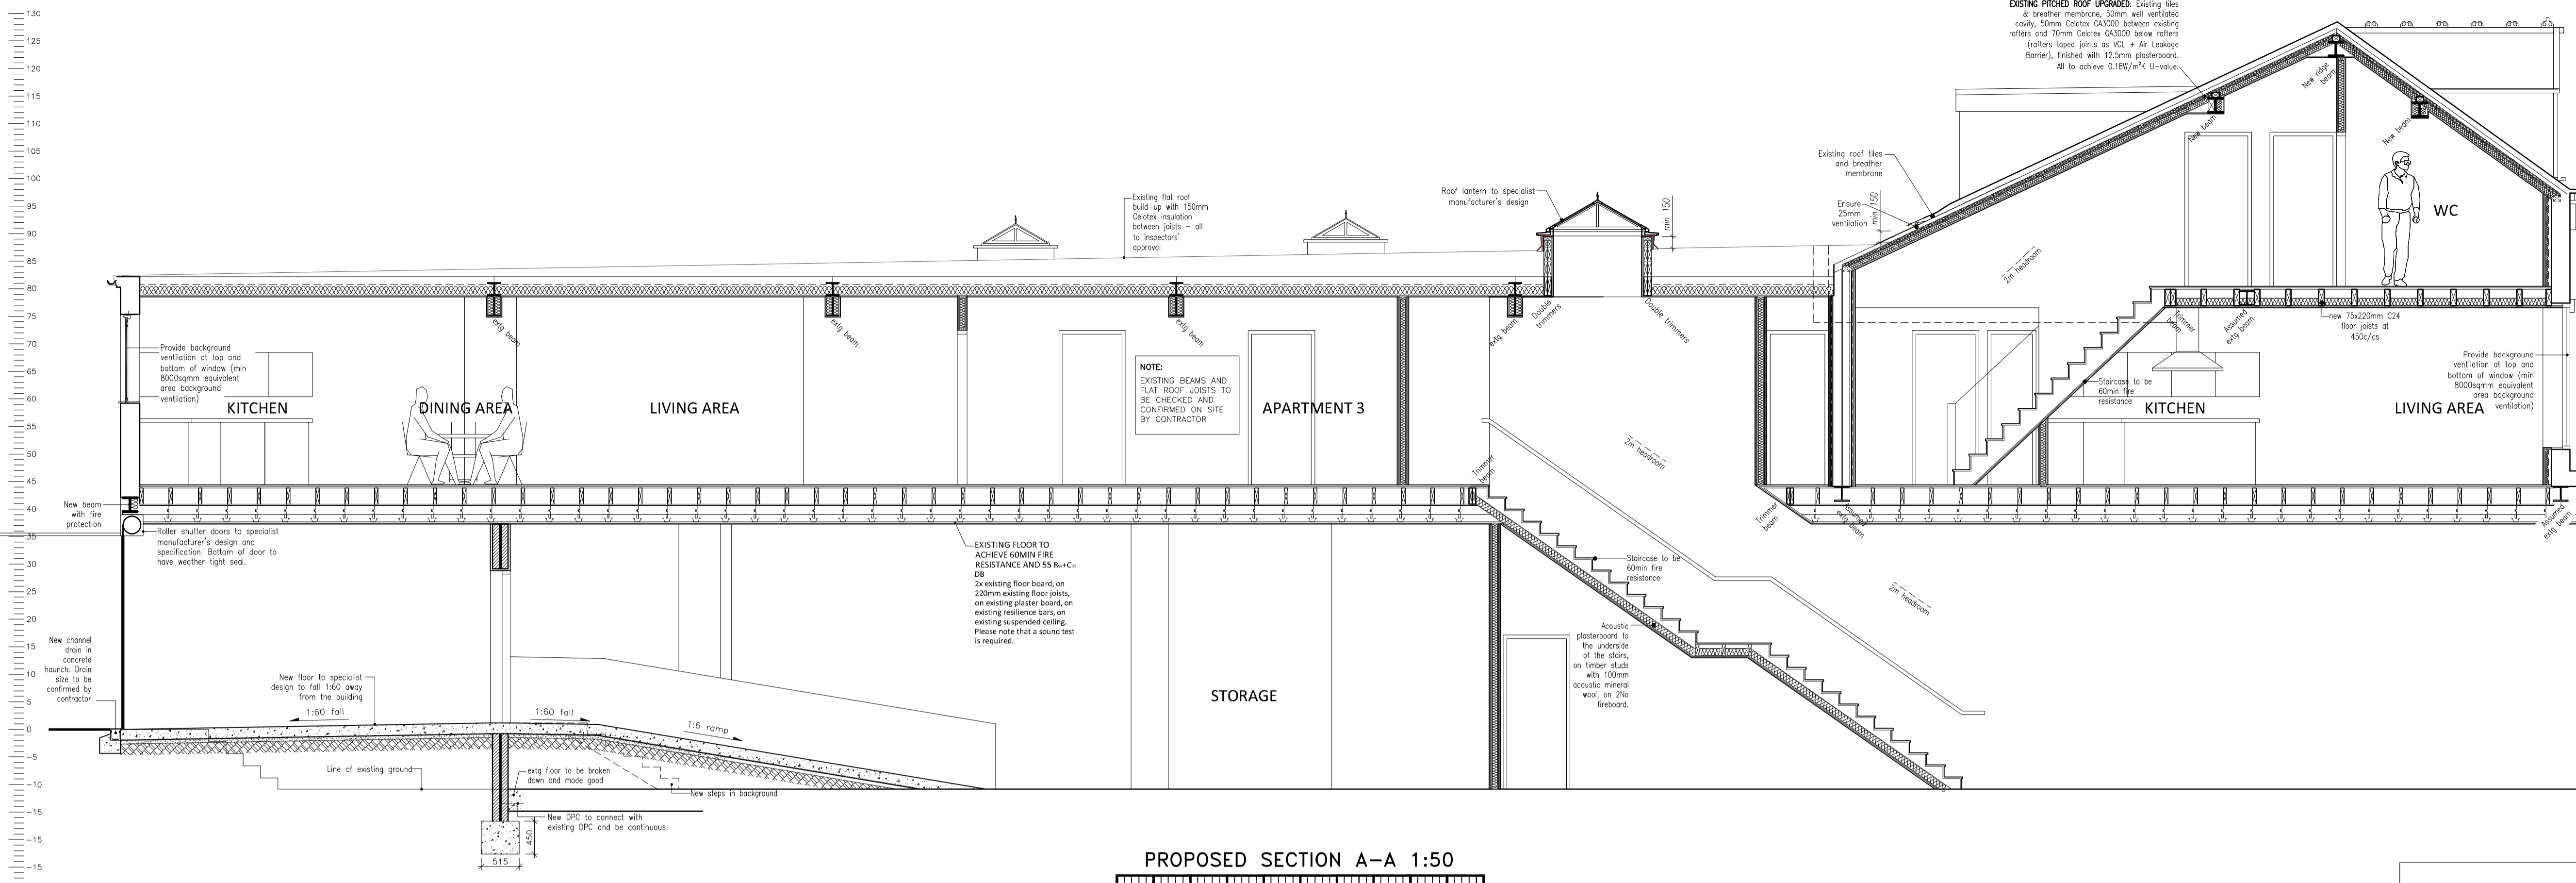 130
125
120
115
110
105
100
95
90
85
80
75
70
65
60
55
50
45
40
35
30
25
20
15
10
5
0
-5
-10
-15
-15
-15
EXISTING PITCHED ROOF UPGRADED: Existing tiles
& breather membrane, 50mm well ventilated
cavity, 50mm Celotex GA3000 between existing
rafters and 70mm Celotex GA3000 below rafters
(rafters taped joints as VCL + Air Leakage
Barrier), finished with 12.5mm plasterboard.
All to achieve 0.18W/m²K U-value.
New ridge
beam
New beam
New beam
Existing roof tiles
and breather
membrane
Ensure
25mm
ventilation
min 150
Roof lantern to specialist
manufacturer's design
min 150
Existing flat roof
build-up with 150mm
Celotex insulation
between joists - all
to inspectors'
approval
WC
2m headroom
extg beam
extg beam
extg beam
extg beam
Double
trimmers
Double trimmers
Trimmer
beam
Assumed
extg beam
new 75x220mm C24
floor joists at
450c/cs
Provide background
ventilation at top and
bottom of window (min
8000sqmm equivalent
area background
ventilation)
KITCHEN
DINING AREA
LIVING AREA
NOTE:
EXISTING BEAMS AND
FLAT ROOF JOISTS TO
BE CHECKED AND
CONFIRMED ON SITE
BY CONTRACTOR
APARTMENT 3
2m headroom
Staircase to be
60min fire
resistance
KITCHEN
LIVING AREA
Provide background
ventilation at top and
bottom of window (min
8000sqmm equivalent
area background
ventilation)
New beam
with fire
protection
Trimmer
beam
Trimmer
beam
Assumed
extg beam
Assumed
extg beam
Roller shutter doors to specialist
manufacturer's design and
specification. Bottom of door to
have weather tight seal.
EXISTING FLOOR TO
ACHIEVE 60MIN FIRE
RESISTANCE AND 55 Rw+Ctr
DB
2x existing floor board, on
220mm existing floor joists,
on existing plaster board, on
existing resilience bars, on
existing suspended ceiling.
Please note that a sound test
is required.
Staircase to be
60min fire
resistance
2m headroom
Acoustic
plasterboard to
the underside
of the stairs,
on timber studs
with 100mm
acoustic mineral
wool, on 2No
fireboard.
New channel
drain in
concrete
haunch. Drain
size to be
confirmed by
contractor
New floor to specialist
design to fall 1:60 away
from the building
1:60 fall
1:60 fall
1:6 ramp
STORAGE
Line of existing ground
extg floor to be broken
down and made good
New steps in background
New DPC to connect with
existing DPC and be continuous.
450
515
PROPOSED SECTION A-A 1:50